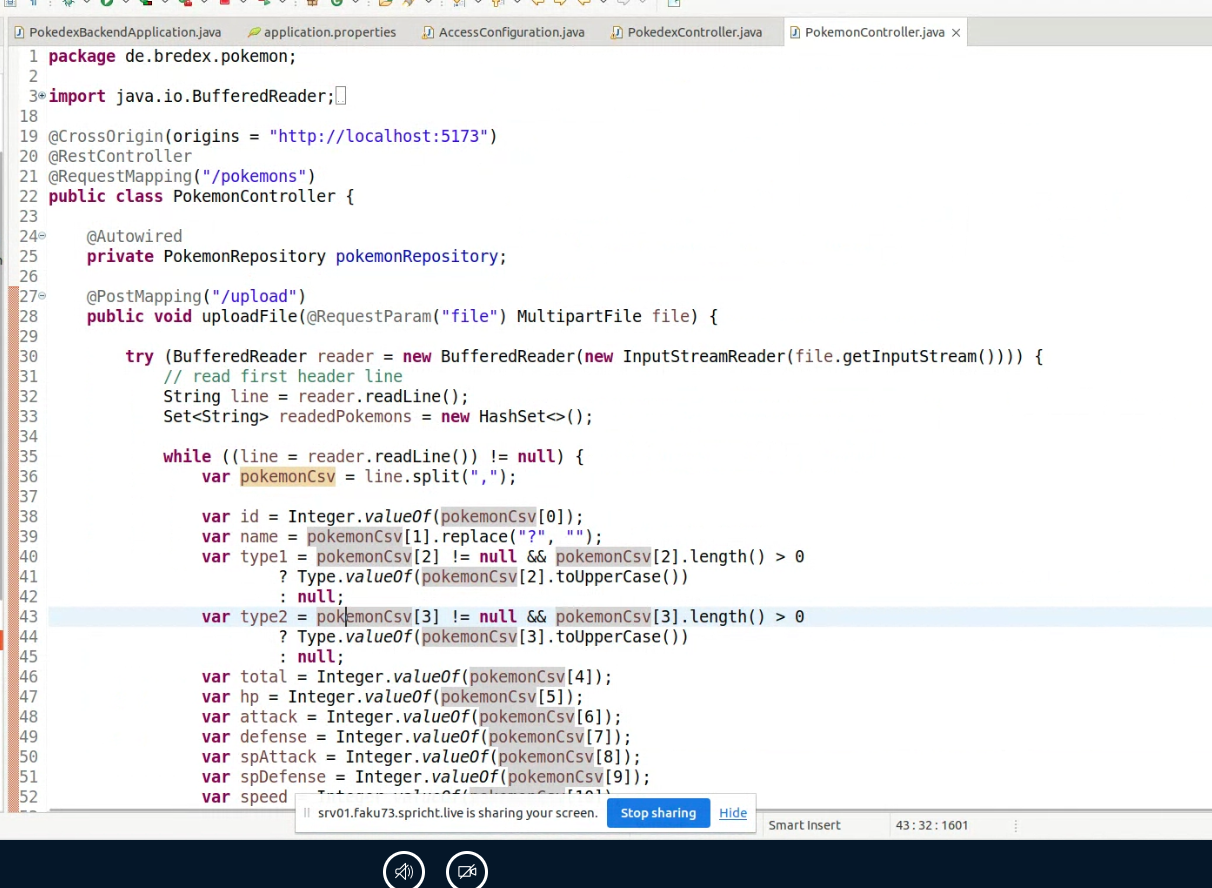 PokedexBackendApplication.java application.properties AccessConfiguration.java PokedexController.java PokemonController.java
1 package de.bredex.pokemon;
2
3 import java.io.BufferedReader;
18
19 @CrossOrigin(origins = "http://localhost:5173")
20 @RestController
21 @RequestMapping("/pokemons")
22 public class PokemonController {
23
24 @Autowired
25 private PokemonRepository pokemonRepository;
26
27 @PostMapping("/upload")
28 public void uploadFile(@RequestParam("file") MultipartFile file) {
29
30 try (BufferedReader reader = new BufferedReader(new InputStreamReader(file.getInputStream()))) {
31 // read first header line
32 String line = reader.readLine();
33 Set<String> readedPokemons = new HashSet<>();
34
35 while ((line = reader.readLine()) != null) {
36 var pokemonCsv = line.split(",");
37
38 var id = Integer.valueOf(pokemonCsv[0]);
39 var name = pokemonCsv[1].replace("?", "");
40 var type1 = pokemonCsv[2] != null && pokemonCsv[2].length() > 0
41 ? Type.valueOf(pokemonCsv[2].toUpperCase())
42 : null;
43 var type2 = pokemonCsv[3] != null && pokemonCsv[3].length() > 0
44 ? Type.valueOf(pokemonCsv[3].toUpperCase())
45 : null;
46 var total = Integer.valueOf(pokemonCsv[4]);
47 var hp = Integer.valueOf(pokemonCsv[5]);
48 var attack = Integer.valueOf(pokemonCsv[6]);
49 var defense = Integer.valueOf(pokemonCsv[7]);
50 var spAttack = Integer.valueOf(pokemonCsv[8]);
51 var spDefense = Integer.valueOf(pokemonCsv[9]);
52 var speed
srv01.faku73.spricht.live is sharing your screen. Stop sharing Hide
Smart Insert 43 : 32 : 1601